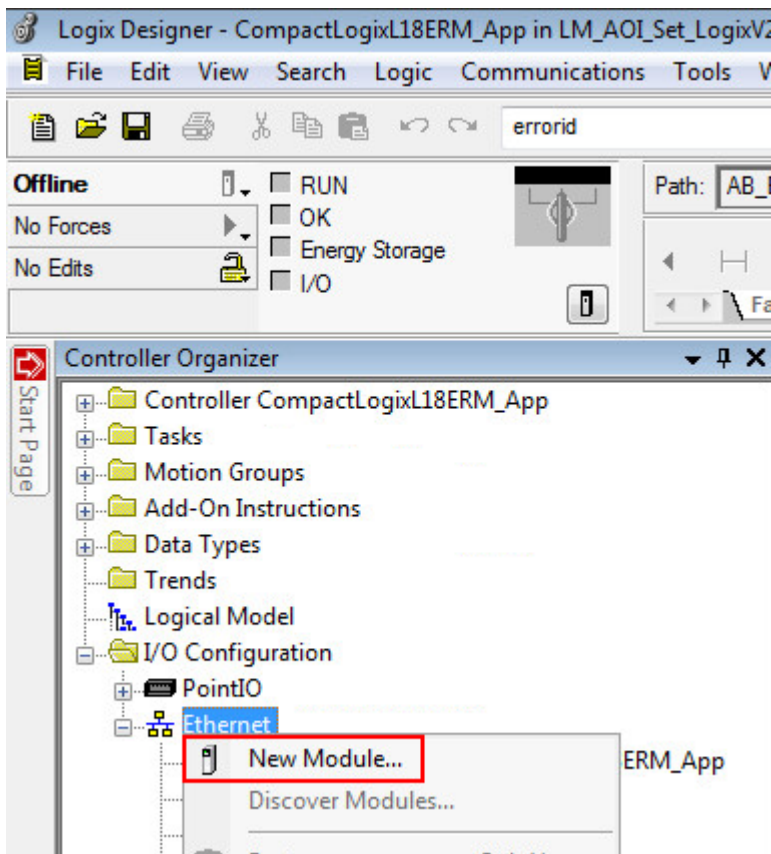 Logix Designer - CompactLogixL18ERM_App in LM_AOI_Set_LogixV2
File Edit View Search Logic Communications Tools
errorid
Offline
RUN
Path: AB_
No Forces
OK
Energy Storage
No Edits
I/O
Fa
Controller Organizer
Start Page
Controller CompactLogixL18ERM_App
Tasks
Motion Groups
Add-On Instructions
Data Types
Trends
Logical Model
I/O Configuration
PointIO
Ethernet
New Module...
ERM_App
Discover Modules...